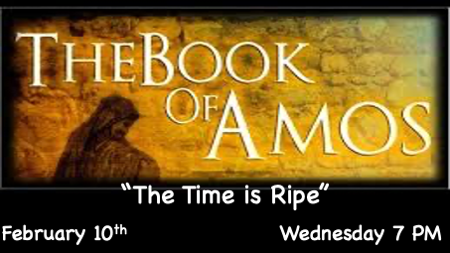 THE BOOK
OF AMOS
“The Time is Ripe”
February 10th Wednesday 7 PM